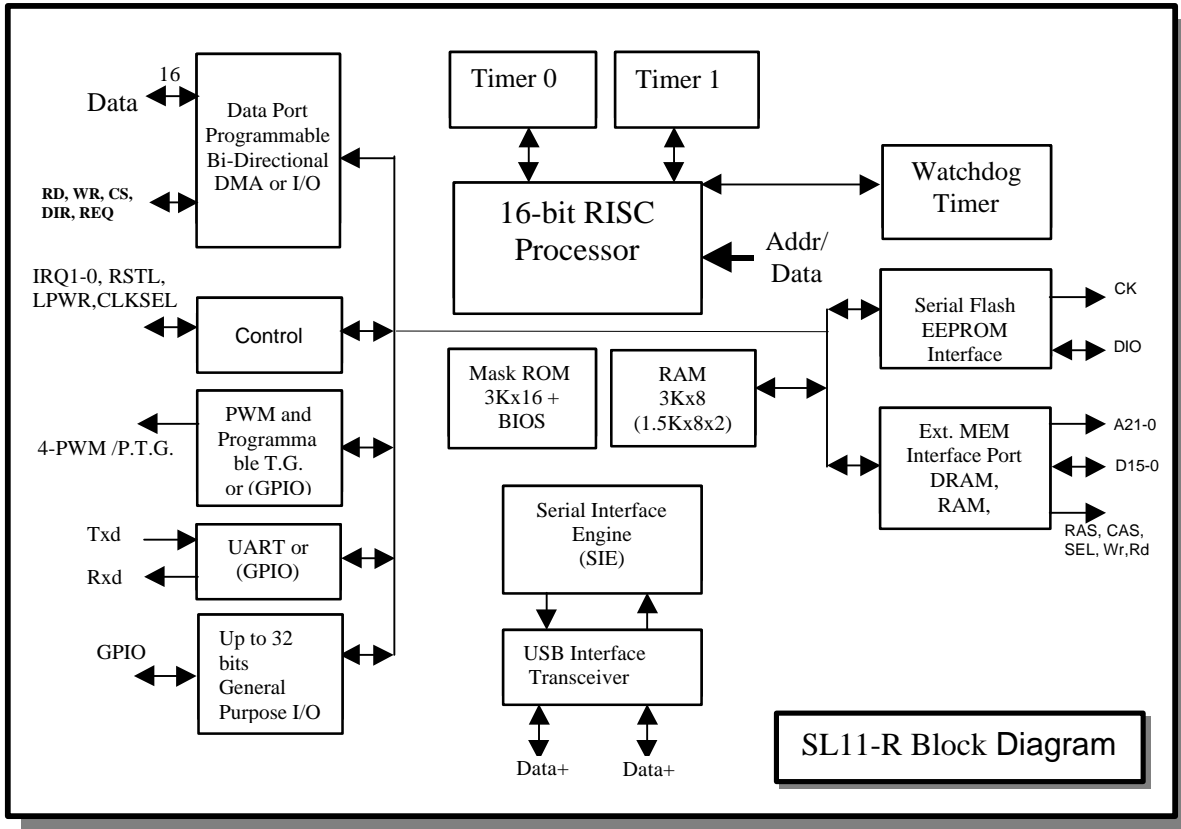 16
Data
Data Port
Programmable
Bi-Directional
DMA or I/O
RD, WR, CS,
DIR, REQ
Timer 0
Timer 1
16-bit RISC
Processor
Addr/
Data
Watchdog
Timer
IRQ1-0, RSTL,
LPWR,CLKSEL
Control
Serial Flash
EEPROM
Interface
CK
DIO
Mask ROM
3Kx16 +
BIOS
RAM
3Kx8
(1.5Kx8x2)
4-PWM /P.T.G.
PWM and
Programma
ble T.G.
or (GPIO)
Ext. MEM
Interface Port
DRAM,
RAM,
A21-0
D15-0
RAS, CAS,
SEL, Wr,Rd
Txd
Rxd
UART or
(GPIO)
Serial Interface
Engine
(SIE)
GPIO
Up to 32
bits
General
Purpose I/O
USB Interface
Transceiver
Data+
Data+
SL11-R Block Diagram